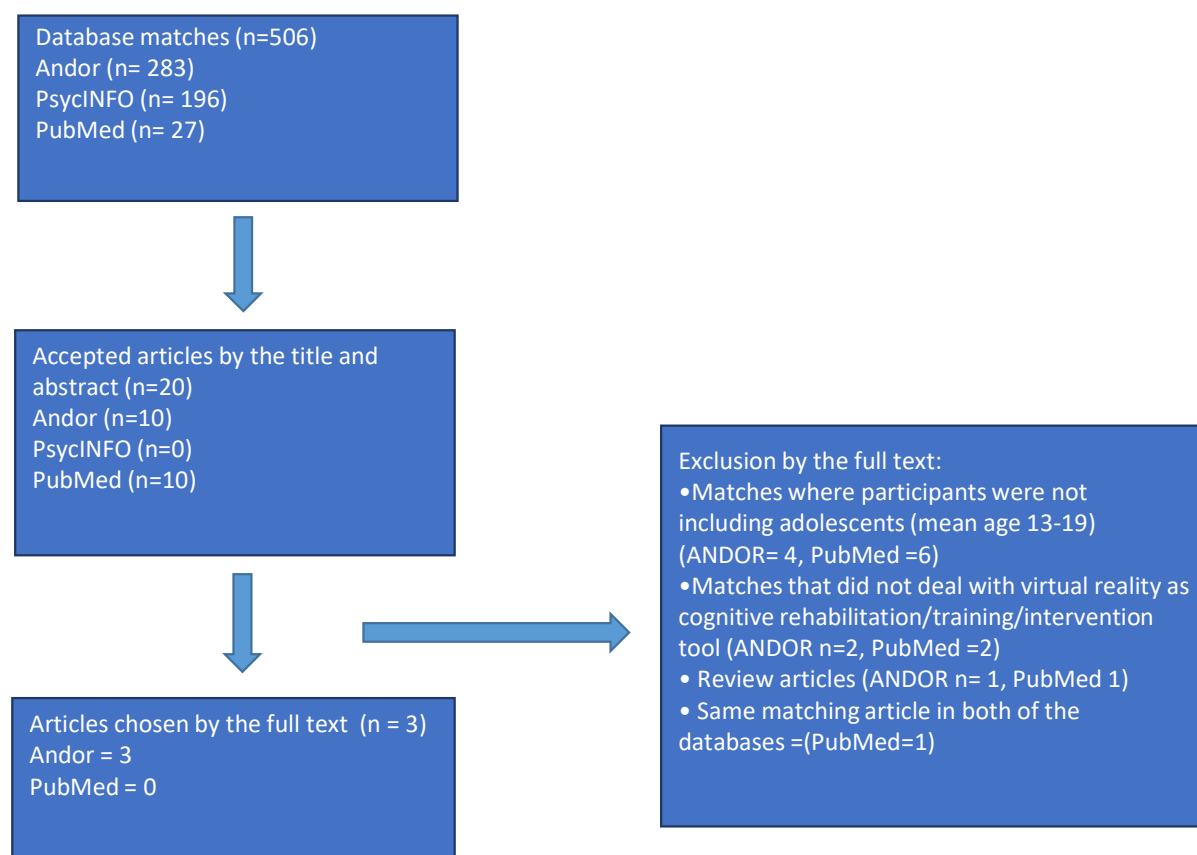 Database matches (n=506)
Andor (n= 283)
PsycINFO (n= 196)
PubMed (n= 27)
Accepted articles by the title and
abstract (n=20)
Andor (n=10)
PsycINFO (n=0)
PubMed (n=10)
Exclusion by the full text:
•Matches where participants were not
including adolescents (mean age 13-19)
(ANDOR= 4, PubMed =6)
•Matches that did not deal with virtual reality as
cognitive rehabilitation/training/intervention
tool (ANDOR n=2, PubMed =2)
• Review articles (ANDOR n= 1, PubMed 1)
• Same matching article in both of the
databases =(PubMed=1)
Articles chosen by the full text  (n = 3)
Andor = 3
PubMed = 0